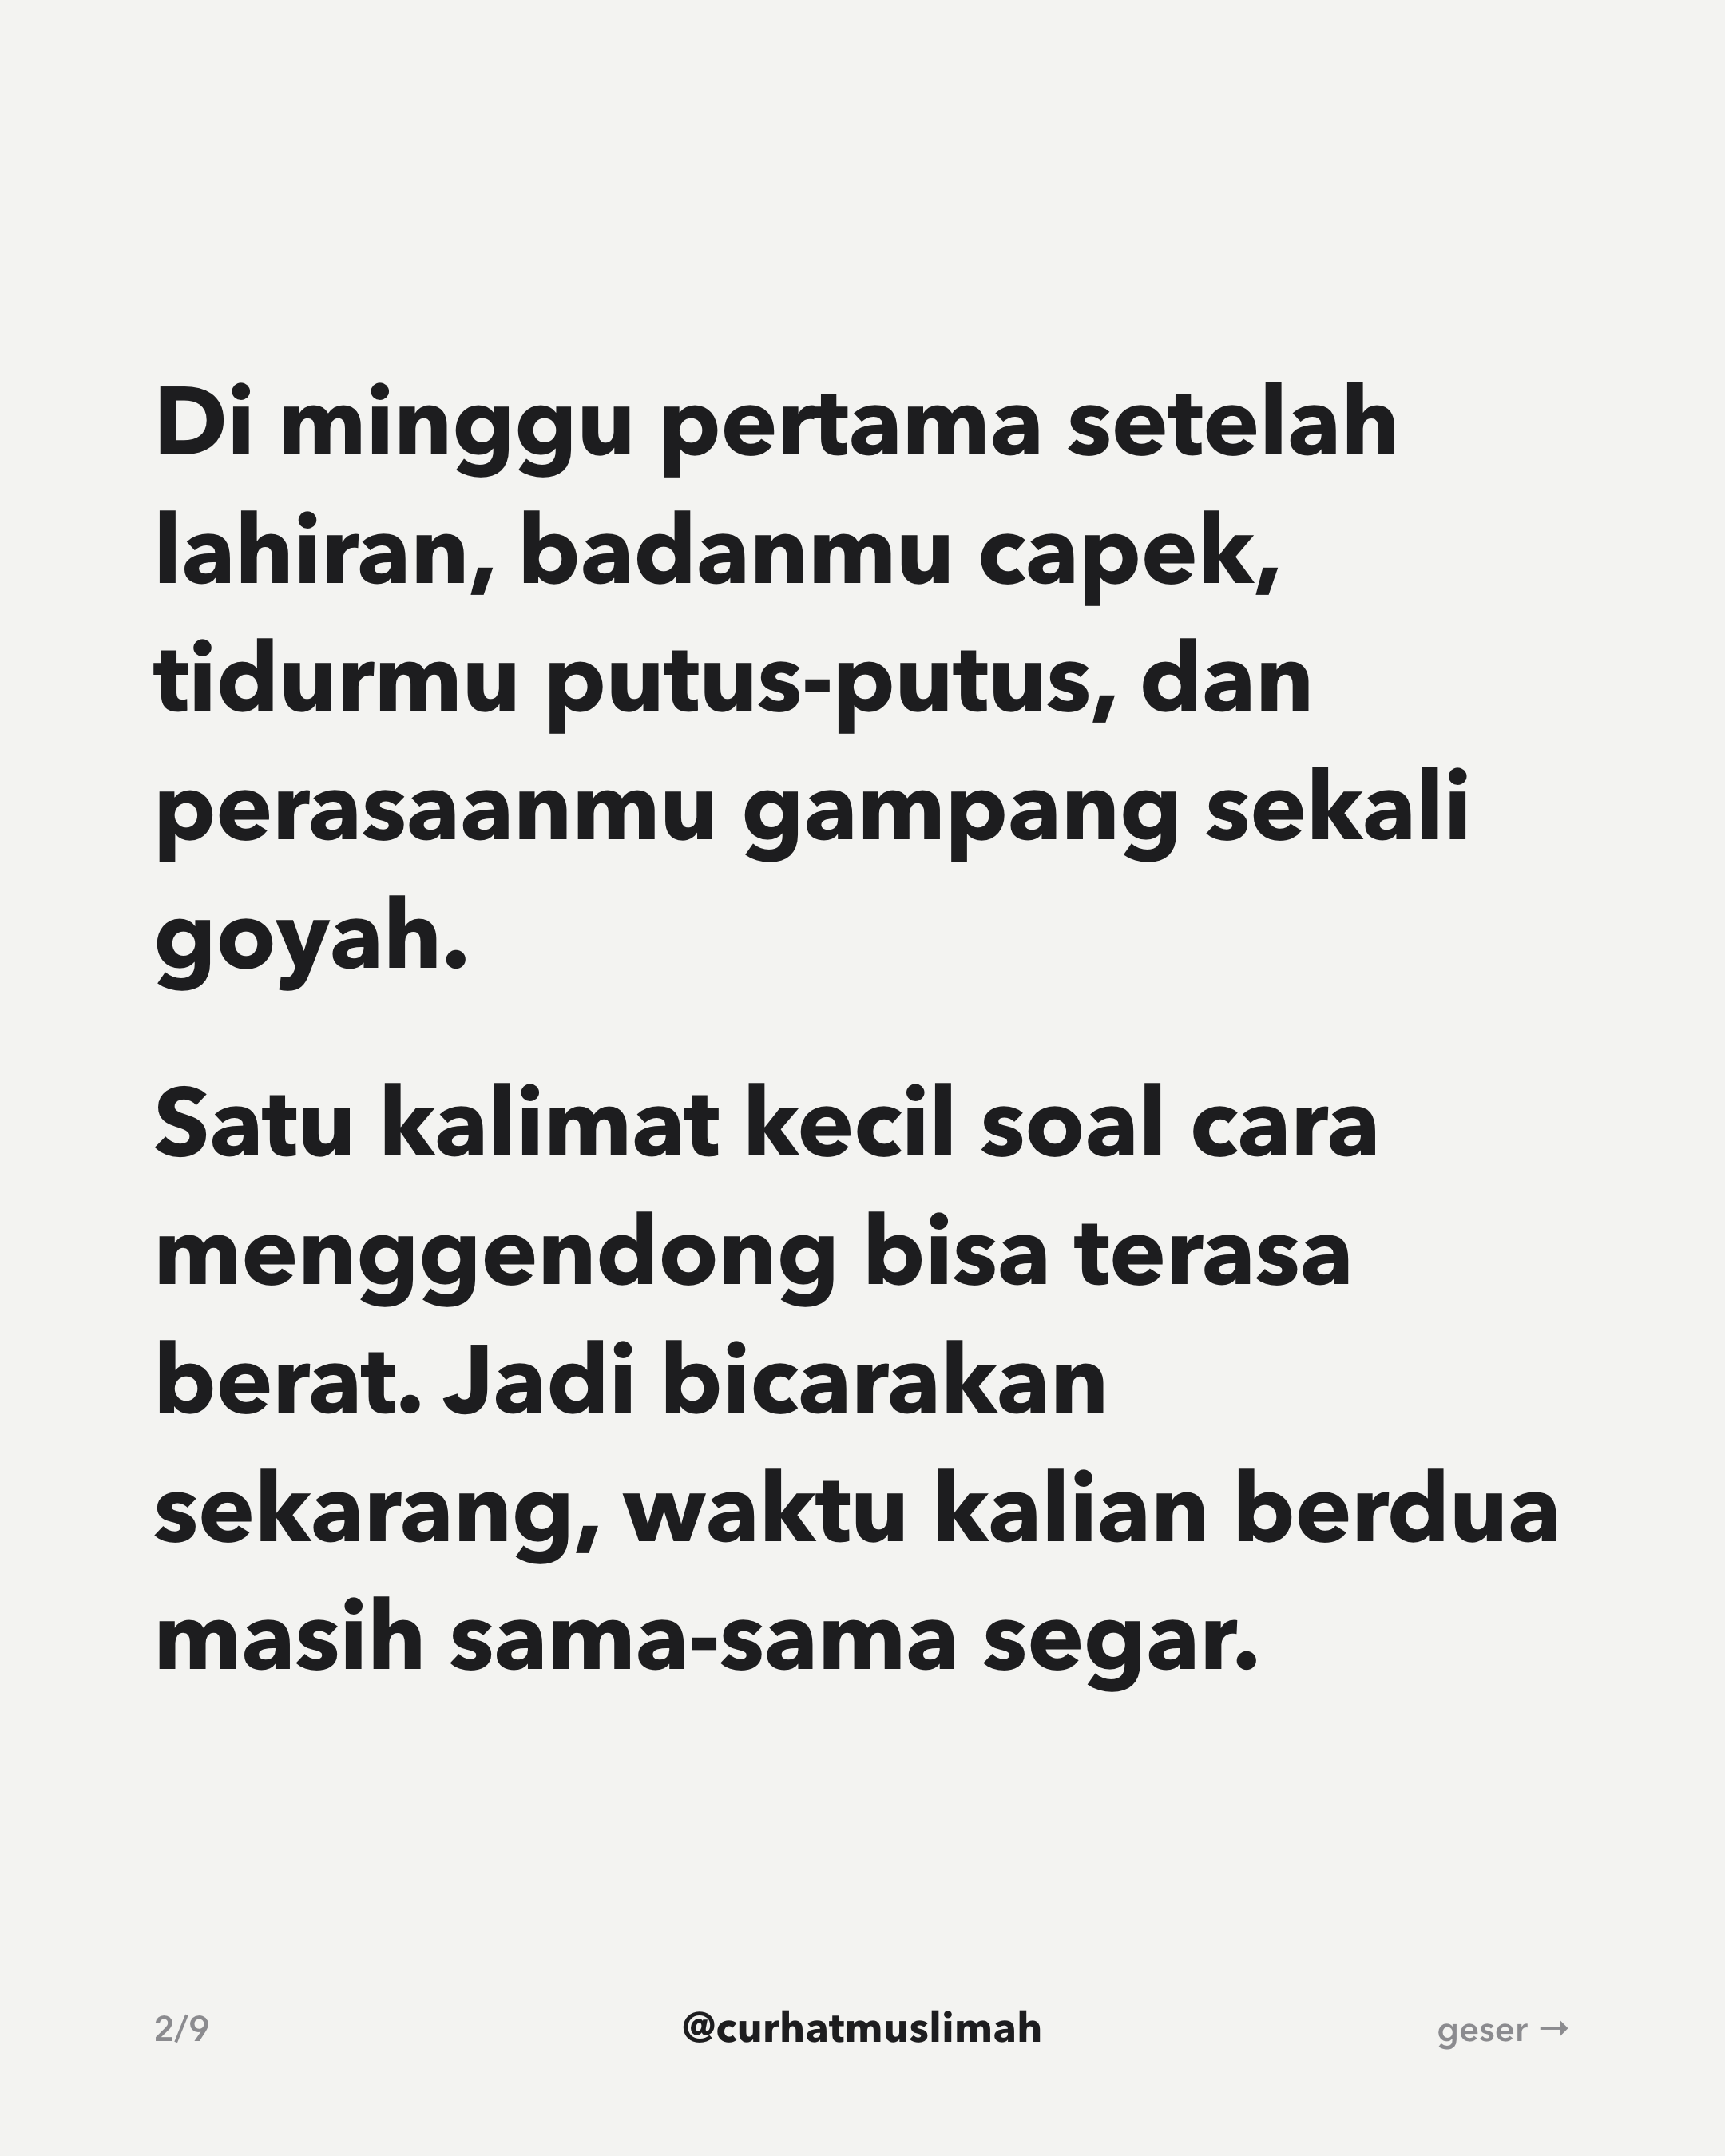 Di minggu pertama setelah
lahiran, badanmu capek,
tidurmu putus-putus, dan
perasaanmu gampang sekali
goyah.
Satu kalimat kecil soal cara
menggendong bisa terasa
berat. Jadi bicarakan
sekarang, waktu kalian berdua
masih sama-sama segar.
2/9
@curhatmuslimah
geser →